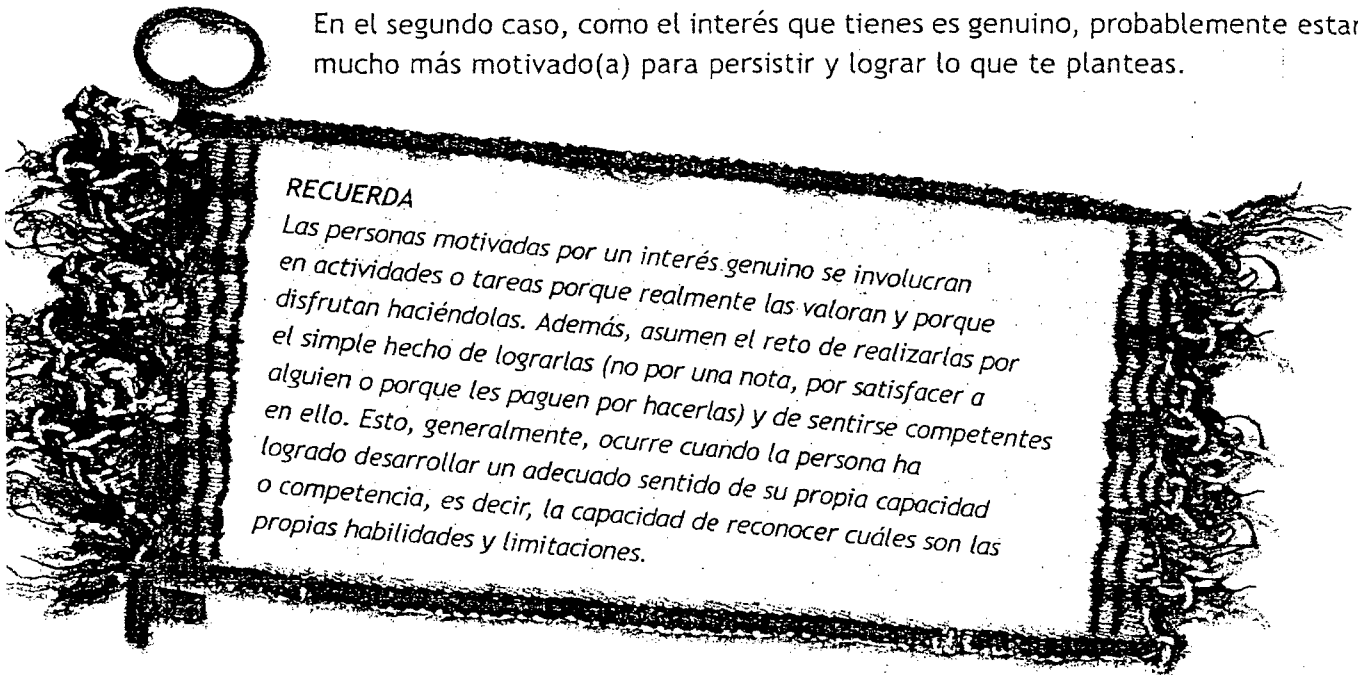 En el segundo caso, como el interés que tienes es genuino, probablemente estar
mucho más motivado(a) para persistir y lograr lo que te planteas.
RECUERDA
Las personas motivadas por un interés genuino se involucran
en actividades o tareas porque realmente las valoran y porque
disfrutan haciéndolas. Además, asumen el reto de realizarlas por
el simple hecho de lograrlas (no por una nota, por satisfacer a
alguien o porque les paguen por hacerlas) y de sentirse competentes
en ello. Esto, generalmente, ocurre cuando la persona ha
logrado desarrollar un adecuado sentido de su propia capacidad
o competencia, es decir, la capacidad de reconocer cuáles son las
propias habilidades y limitaciones.